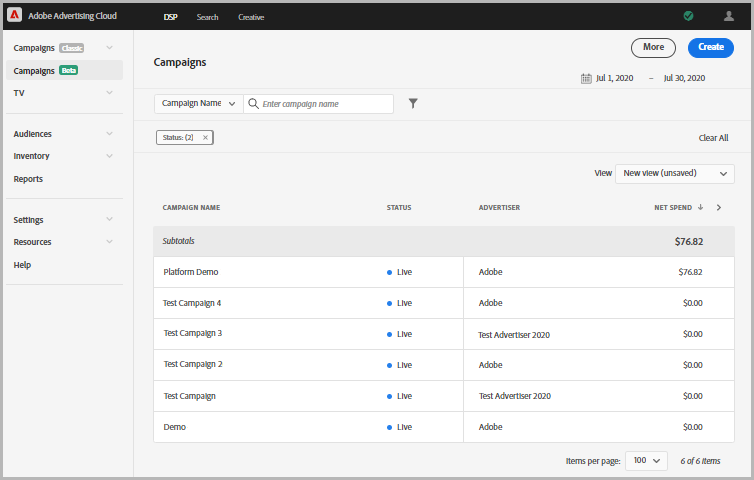 Adobe Advertising Cloud DSP Search Creative
Campaigns Classic
Campaigns Beta
TV
Audiences
Inventory
Reports
Settings
Resources
Help
More Create
Campaigns
Jul 1, 2020 – Jul 30, 2020
Campaign Name Enter campaign name
Status: (2) × Clear All
View New view (unsaved)
CAMPAIGN NAME STATUS ADVERTISER NET SPEND
Subtotals $76.82
Platform Demo Live Adobe $76.82
Test Campaign 4 Live Adobe $0.00
Test Campaign 3 Live Test Advertiser 2020 $0.00
Test Campaign 2 Live Adobe $0.00
Test Campaign Live Test Advertiser 2020 $0.00
Demo Live Adobe $0.00
Items per page: 100 6 of 6 items